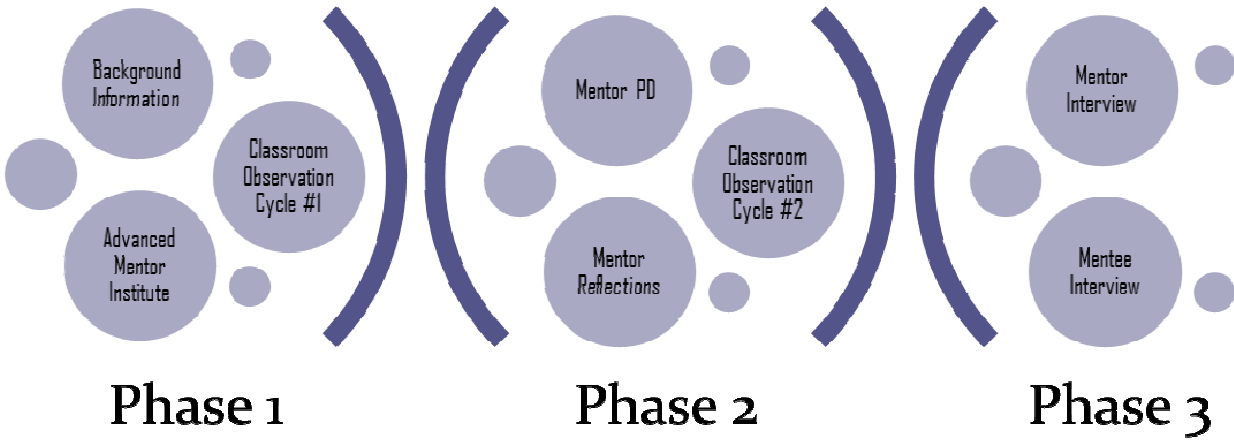 Background
Information
Classroom
Observation
Cycle #1
Advanced
Mentor
Institute
Mentor PD
Classroom
Observation
Cycle #2
Mentor
Reflections
Mentor
Interview
Mentee
Interview
Phase 1
Phase 2
Phase 3